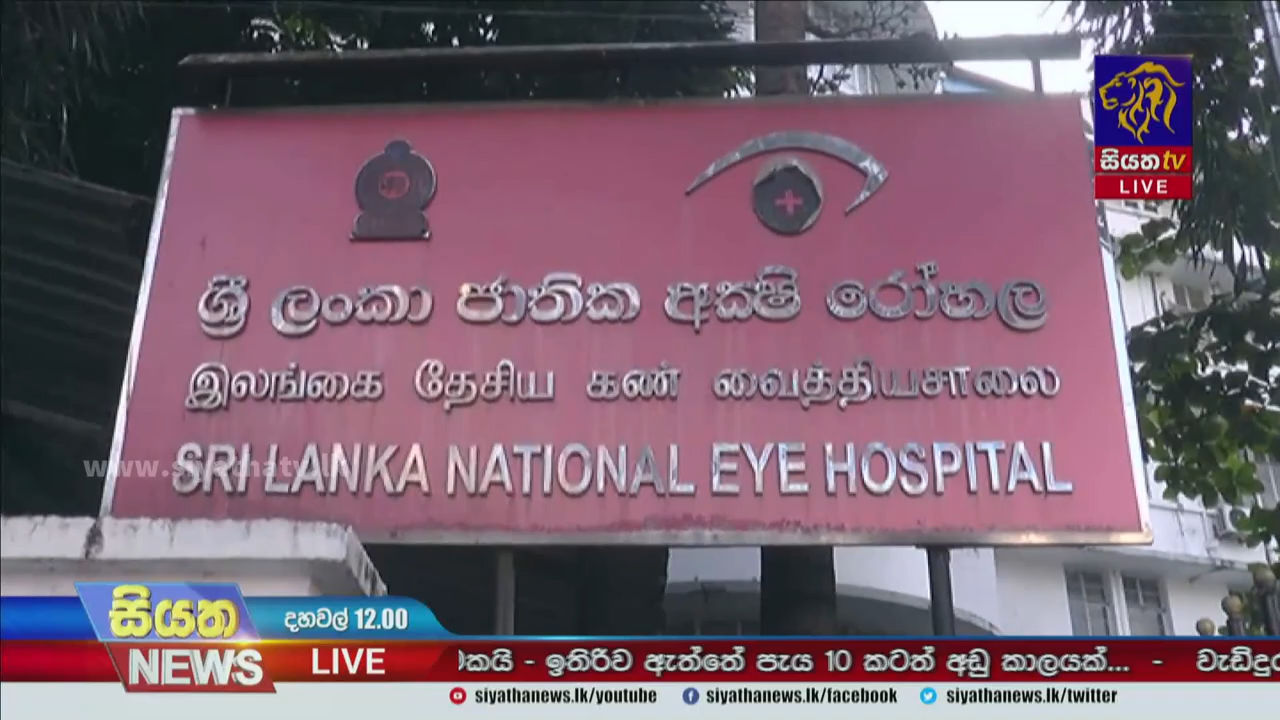 සියත tv
LIVE
ශ්‍රී ලංකා ජාතික අක්ෂි රෝහල
இலங்கை தேசிய கண் வைத்தியசாலை
SRI LANKA NATIONAL EYE HOSPITAL
සියත
NEWS
දහවල් 12.00
LIVE
- ඉතිරිව ඇත්තේ පැය 10 කටත් අඩු කාලයක්... -
siyathanews.lk/youtube
siyathanews.lk/facebook
siyathanews.lk/twitter